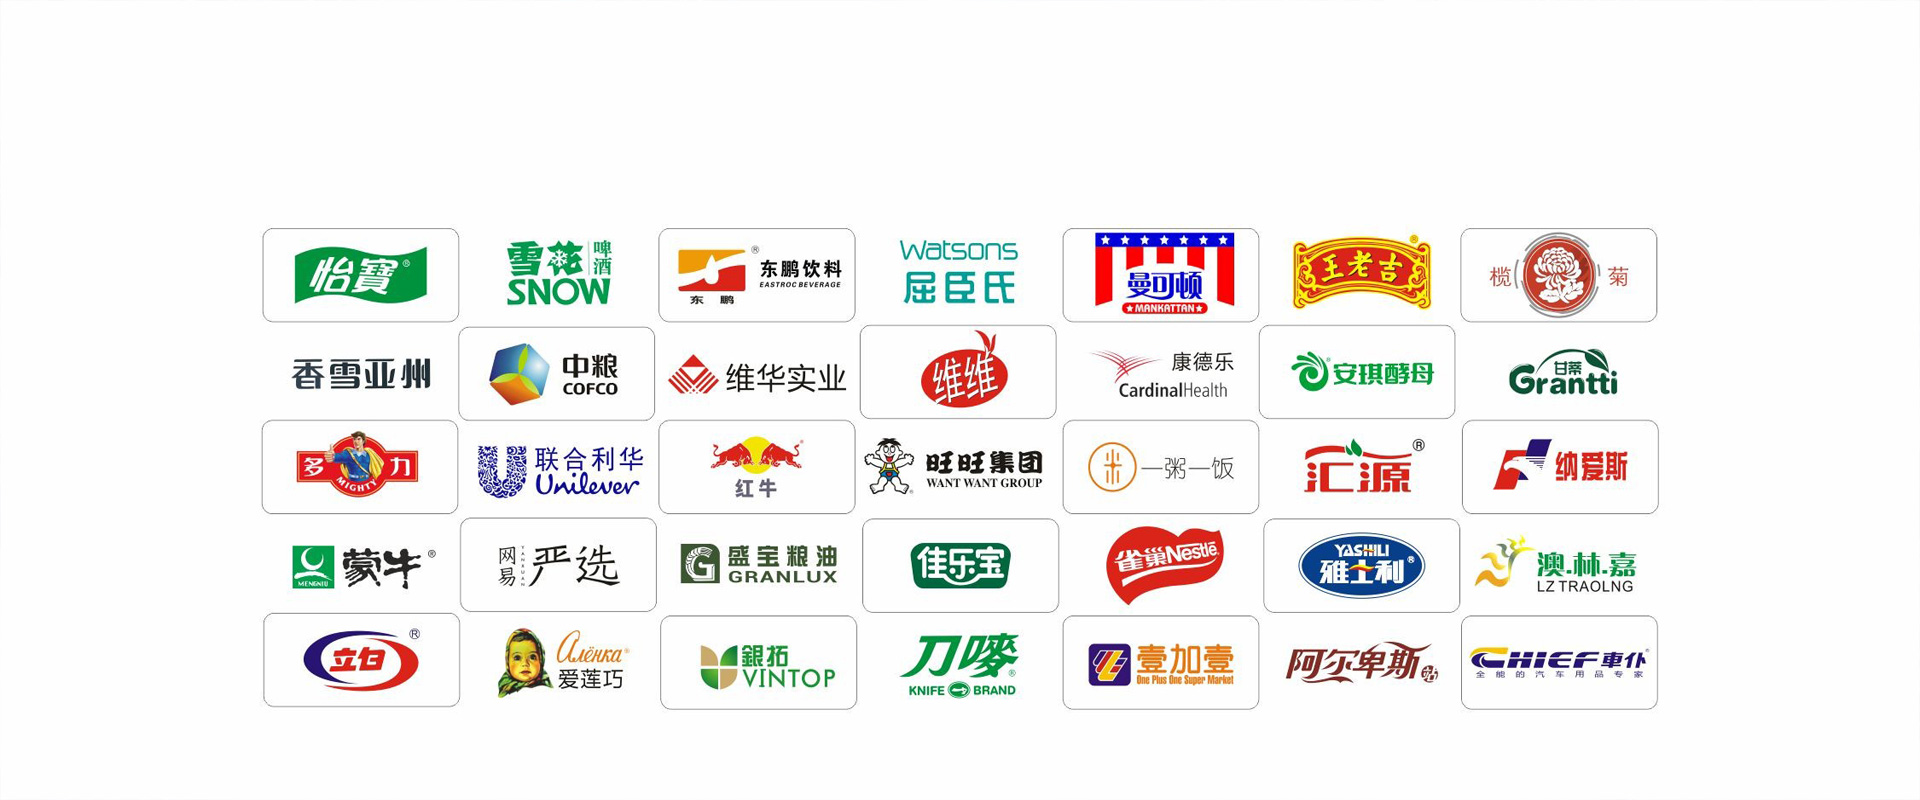 怡寶®
雪花 啤酒
SNOW
®
东鹏饮料
EASTROC BEVERAGE
东鹏
watsons
屈臣氏
曼可顿
MANKATTAN
王老吉
榄 菊
香雪亚州
中粮
COFCO
维华实业
维维
康德乐
CardinalHealth
安琪酵母
甘蒂
Grantti
多 力
MIGHTY
联合利华
Unilever
红牛
旺旺集团
WANT WANT GROUP
一粥一饭
汇源®
纳爱斯
MENGNIU
蒙牛®
网易
YANXUAN
严选
盛宝粮油
GRANLUX
佳乐宝
雀巢Nestlé
YASHILI
雅士利®
澳.林.嘉
LZ TRAOLNG
立白®
Алёнка®
爱莲巧
銀拓
VINTOP
刀嘜®
KNIFE BRAND
壹加壹
One Plus One Super Market
阿尔卑斯
CHIEF 車仆
全能的汽车用品专家